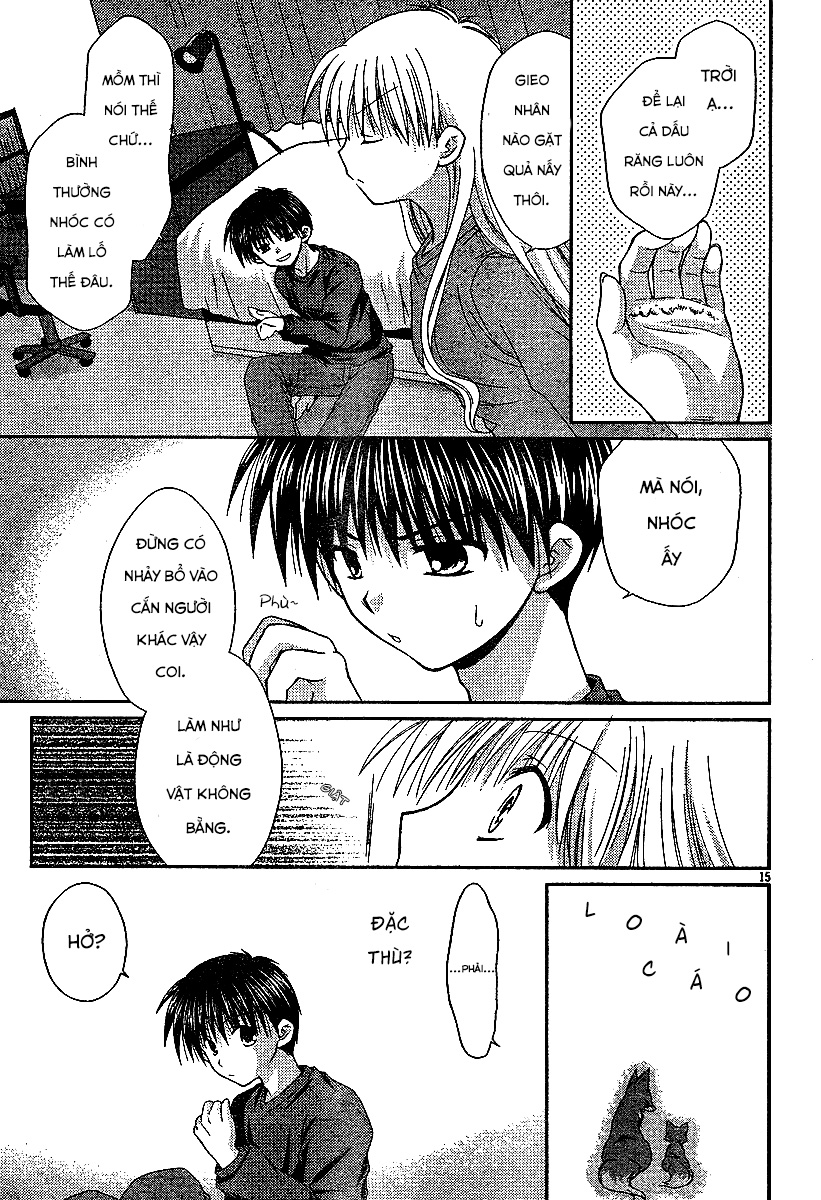 TRỜI
Ạ...
ĐỂ LẠI
CẢ DẤU
RĂNG LUÔN
RỒI NÀY...
GIEO
NHÂN
NÀO GẶT
QUẢ NẤY
THÔI.
MỒM THÌ
NÓI THẾ
CHỨ...
BÌNH
THƯỜNG
NHÓC CÓ
LÀM LỐ
THẾ ĐÂU.
MÀ NÓI,
NHÓC
ẤY
Phù~
ĐỪNG CÓ
NHẢY BỔ VÀO
CẮN NGƯỜI
KHÁC VẬY
COI.
LÀM NHƯ
LÀ ĐỘNG
VẬT KHÔNG
BẰNG.
GIẬT
15
LOÀI
CÁO
...PHẢI...
ĐẶC
THÙ?
HỞ?